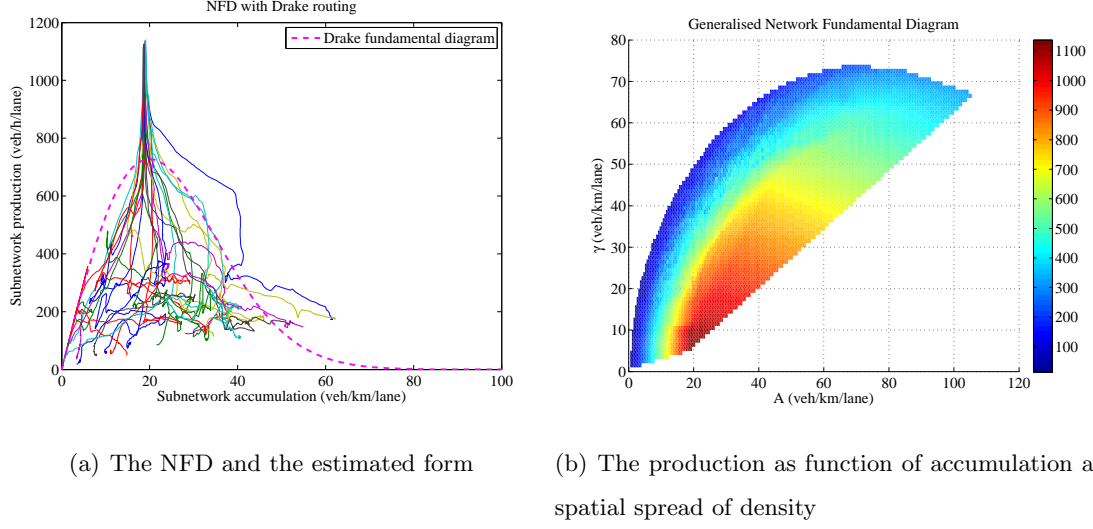 NFD with Drake routing
Drake fundamental diagram
Subnetwork production (veh/h/lane)
1200
1000
800
600
400
200
0
0 20 40 60 80 100
Subnetwork accumulation (veh/km/lane)
(a) The NFD and the estimated form
Generalised Network Fundamental Diagram
γ (veh/km/lane)
80
70
60
50
40
30
20
10
0
0 20 40 60 80 100 120
A (veh/km/lane)
1100
1000
900
800
700
600
500
400
300
200
100
(b) The production as function of accumulation a
spatial spread of density